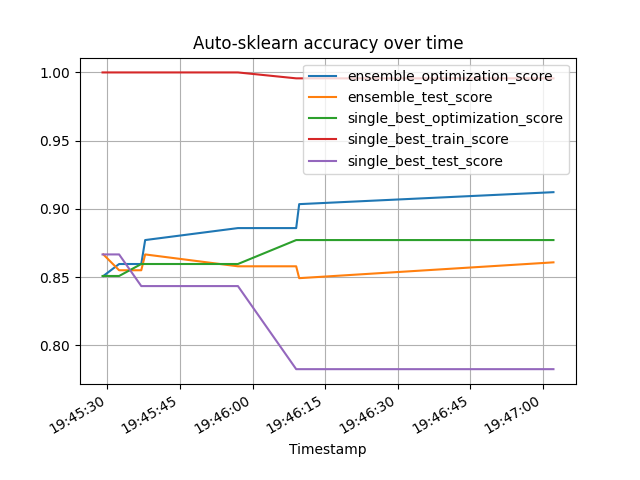 Auto-sklearn accuracy over time
1.00
0.95
0.90
0.85
0.80
ensemble_optimization_score
ensemble_test_score
single_best_optimization_score
single_best_train_score
single_best_test_score
19:45:30
19:45:45
19:46:00
19:46:15
19:46:30
19:46:45
19:47:00
Timestamp